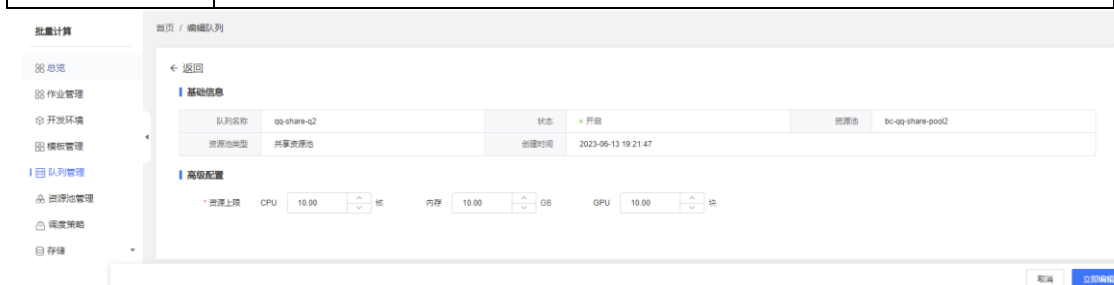 批量计算
首页 / 编辑队列
总览
作业管理
开发环境
模板管理
队列管理
资源池管理
调度策略
存储
← 返回
基础信息
队列名称 qq-share-q2 状态 开启 资源池 bc-qq-share-pool2
资源池类型 共享资源池 创建时间 2023-06-13 19:21:47
高级配置
* 资源上限 CPU 10.00 核 内存 10.00 GB GPU 10.00 块
取消 立即编辑